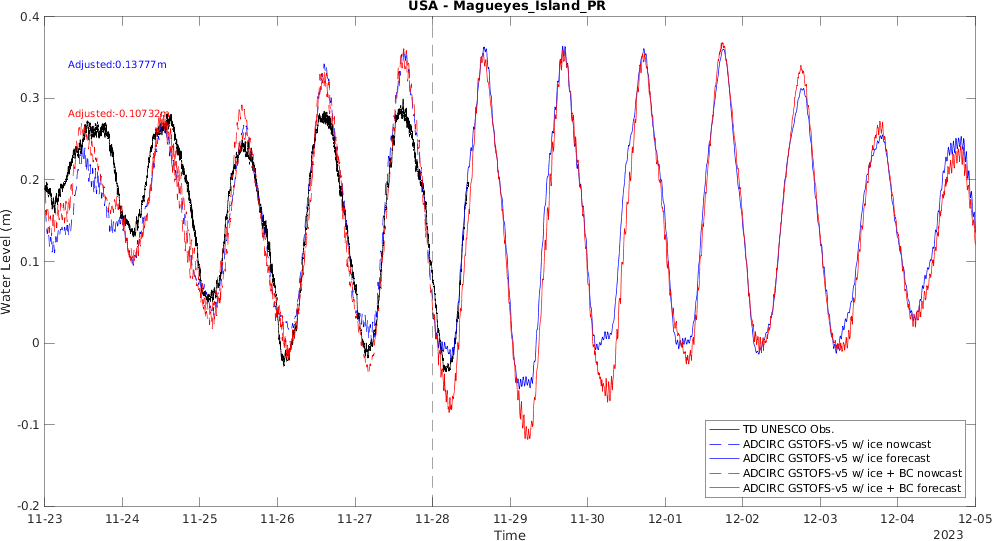 USA - Magueyes_Island_PR
0.4
0.3
0.2
0.1
0
-0.1
-0.2
Water Level (m)
Adjusted:0.13777m
Adjusted:-0.10732m
TD UNESCO Obs.
ADCIRC GSTOFS-v5 w/ ice nowcast
ADCIRC GSTOFS-v5 w/ ice forecast
ADCIRC GSTOFS-v5 w/ ice + BC nowcast
ADCIRC GSTOFS-v5 w/ ice + BC forecast
11-23 11-24 11-25 11-26 11-27 11-28 11-29 11-30 12-01 12-02 12-03 12-04 12-05
Time
2023